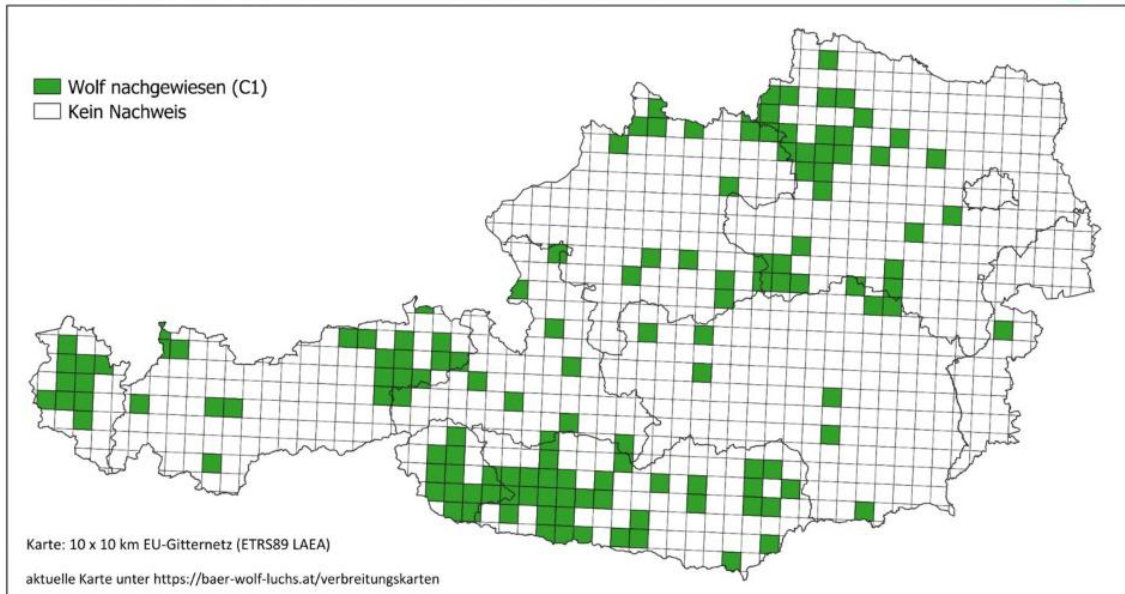 Wolf nachgewiesen (C1)
Kein Nachweis
Karte: 10 x 10 km EU-Gitternetz (ETRS89 LAEA)
aktuelle Karte unter https://baer-wolf-luchs.at/verbreitungskarten